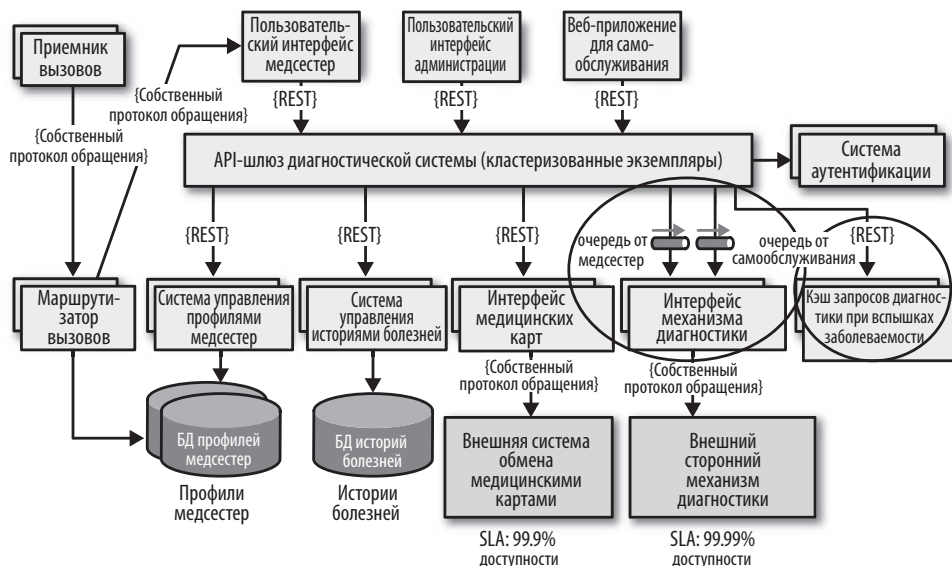 Приемник
вызовов
Пользователь-
ский интерфейс
медсестер
Пользовательский
интерфейс
администрации
Веб-приложение
для само-
обслуживания
{Собственный
протокол обращения}
{Собственный
протокол обращения}
{REST}
{REST}
{REST}
API-шлюз диагностической системы (кластеризованные экземпляры)
Система
аутентификации
{REST}
{REST}
{REST}
очередь от
медсестер
очередь от
самообслуживания
{REST}
Маршрути-
затор
вызовов
Система управления
профилями
медсестер
Система
управления
историями болезней
Интерфейс
медицинских
карт
Интерфейс
механизма
диагностики
Кэш запросов диагнос-
тики при вспышках
заболеваемости
{Собственный
протокол обращения}
{Собственный
протокол обращения}
БД профилей
медсестер
БД историй
болезней
Внешняя система
обмена
медицинскими
картами
Внешний
сторонний
механизм
диагностики
Профили
медсестер
Истории
болезней
SLA: 99.9%
доступности
SLA: 99.99%
доступности